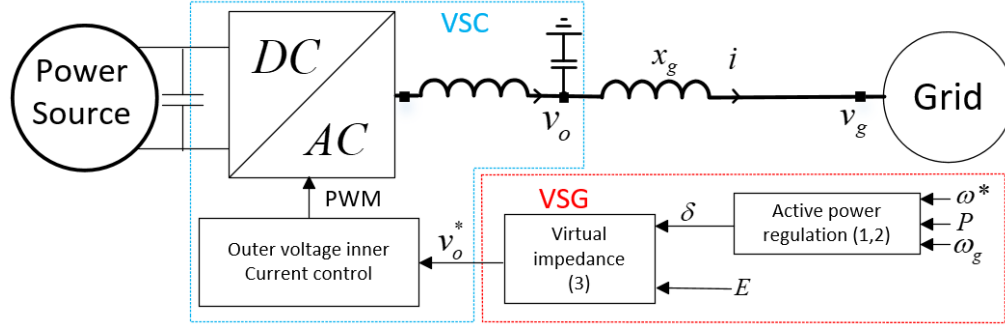 Power
Source
DC
AC
VSC
x_g
i
v_o
v_g
Grid
PWM
VSG
Outer voltage inner
Current control
v_o^*
Virtual
impedance
(3)
δ
E
Active power
regulation (1,2)
ω*
P
ω_g